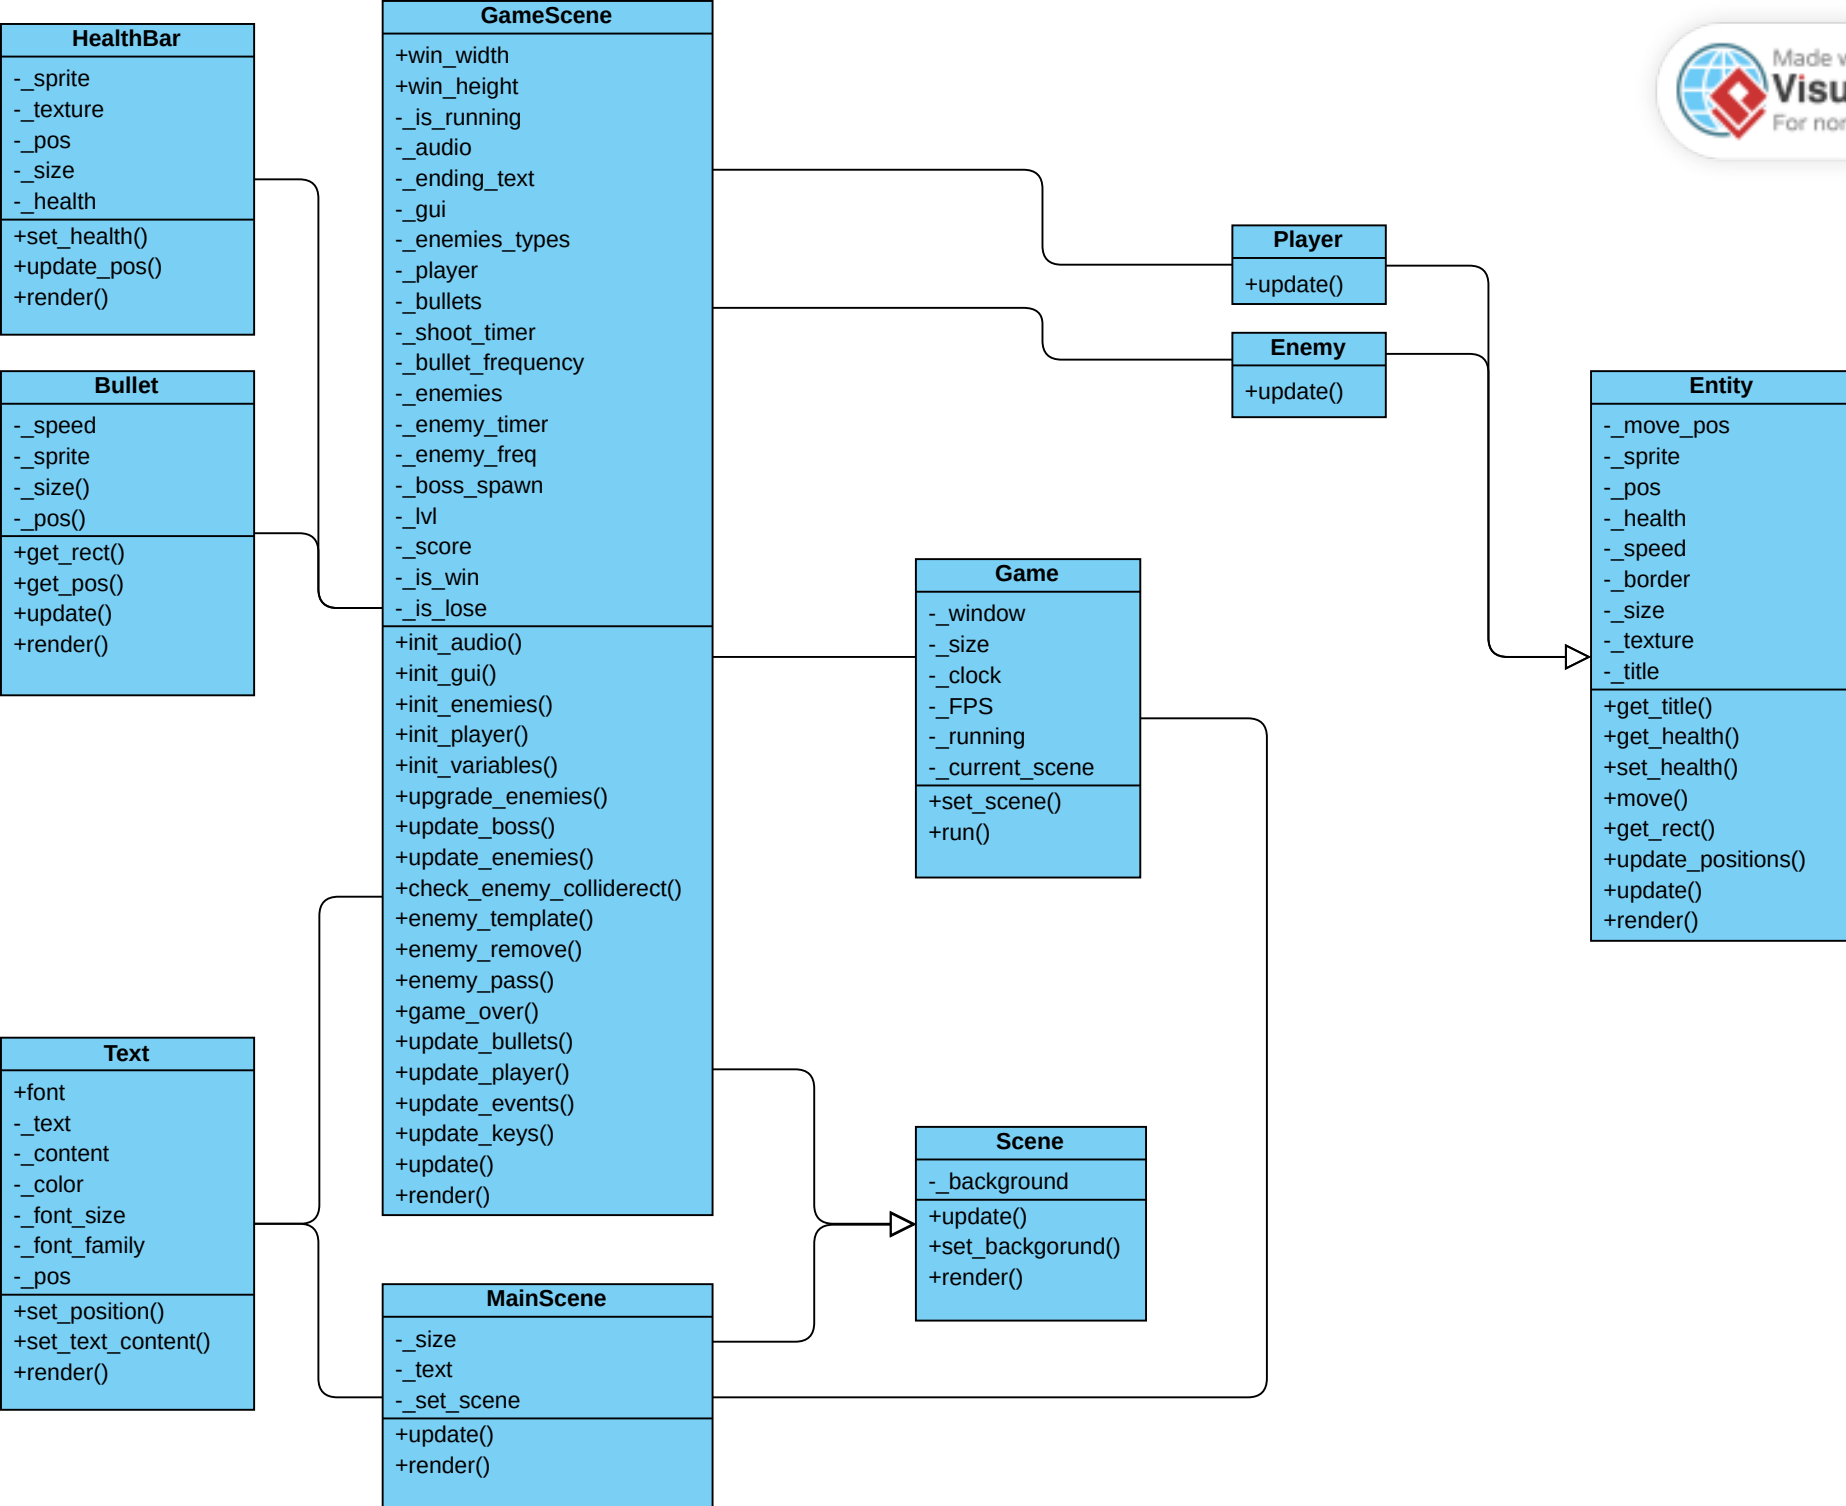 HealthBar
-_sprite
-_texture
-_pos
-_size
-_health
+set_health()
+update_pos()
+render()
Bullet
-_speed
-_sprite
-_size()
-_pos()
+get_rect()
+get_pos()
+update()
+render()
Text
+font
-_text
-_content
-_color
-_font_size
-_font_family
-_pos
+set_position()
+set_text_content()
+render()
GameScene
+win_width
+win_height
-_is_running
-_audio
-_ending_text
-_gui
-_enemies_types
-_player
-_bullets
-_shoot_timer
-_bullet_frequency
-_enemies
-_enemy_timer
-_enemy_freq
-_boss_spawn
-_lvl
-_score
-_is_win
-_is_lose
+init_audio()
+init_gui()
+init_enemies()
+init_player()
+init_variables()
+upgrade_enemies()
+update_boss()
+update_enemies()
+check_enemy_colliderect()
+enemy_template()
+enemy_remove()
+enemy_pass()
+game_over()
+update_bullets()
+update_player()
+update_events()
+update_keys()
+update()
+render()
MainScene
-_size
-_text
-_set_scene
+update()
+render()
Game
-_window
-_size
-_clock
-_FPS
-_running
-_current_scene
+set_scene()
+run()
Scene
-_background
+update()
+set_backgorund()
+render()
Player
+update()
Enemy
+update()
Entity
-_move_pos
-_sprite
-_pos
-_health
-_speed
-_border
-_size
-_texture
-_title
+get_title()
+get_health()
+set_health()
+move()
+get_rect()
+update_positions()
+update()
+render()
Made
Visu
For